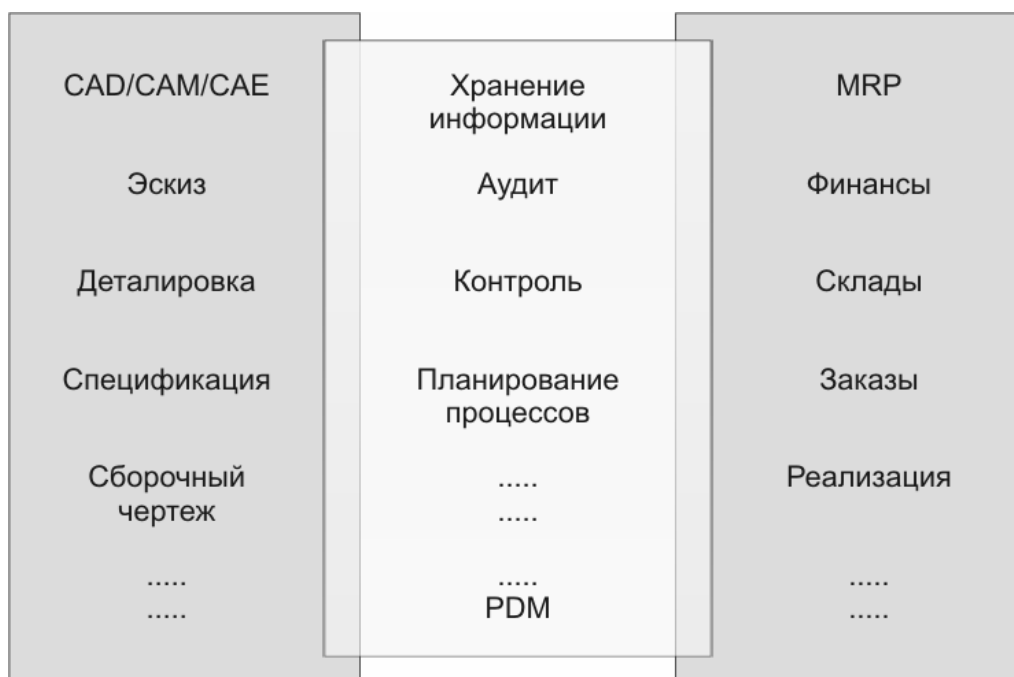 CAD/CAM/CAE
Эскиз
Деталировка
Спецификация
Сборочный
чертеж
.....
.....
Хранение
информации
Аудит
Контроль
Планирование
процессов
.....
.....
.....
PDM
MRP
Финансы
Склады
Заказы
Реализация
.....
.....